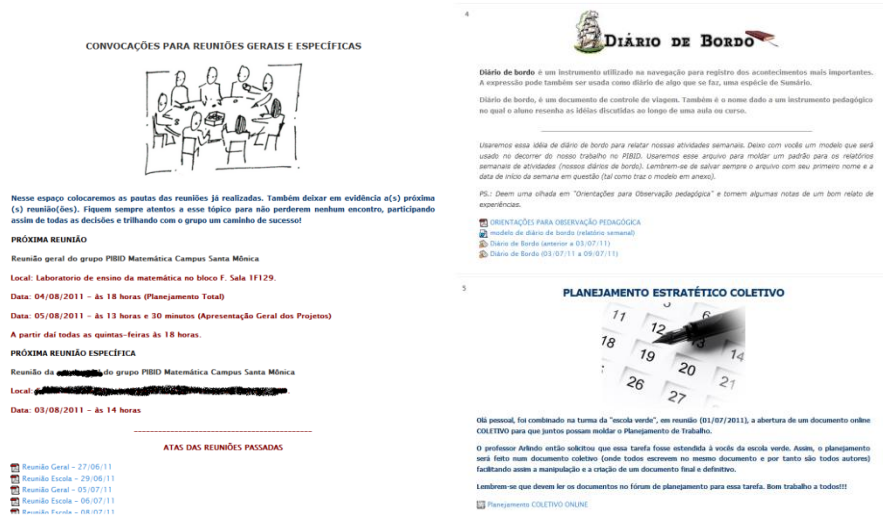 CONVOCAÇÕES PARA REUNIÕES GERAIS E ESPECÍFICAS
Nesse espaço colocaremos as pautas das reuniões já realizadas. Também deixar em evidência a(s) próxima
(s) reunião(ões). Fiquem sempre atentos a esse tópico para não perderem nenhum encontro, participando
assim de todas as decisões e trilhando com o grupo um caminho de sucesso!
PRÓXIMA REUNIÃO
Reunião geral do grupo PIBID Matemática Campus Santa Mônica
Local: Laboratorio de ensino da matemática no bloco F. Sala 1F129.
Data: 04/08/2011 - às 18 horas (Planejamento Total)
Data: 05/08/2011 - às 13 horas e 30 minutos (Apresentação Geral dos Projetos)
A partir daí todas as quintas-feiras às 18 horas.
PRÓXIMA REUNIÃO ESPECÍFICA
Reunião da do grupo PIBID Matemática Campus Santa Mônica
Local:
Data: 03/08/2011 - às 14 horas
ATAS DAS REUNIÕES PASSADAS
Reunião Geral - 27/06/11
Reunião Escola - 29/06/11
Reunião Geral - 05/07/11
Reunião Escola - 06/07/11
Reunião Escola - 08/07/11
4
DIÁRIO DE BORDO
Diário de bordo é um instrumento utilizado na navegação para registro dos acontecimentos mais importantes.
A expressão pode também ser usada como diário de algo que se faz, uma espécie de Sumário.
Diário de bordo, é um documento de controle de viagem. Também é o nome dado a um instrumento pedagógico
no qual o aluno resenha as idéias discutidas ao longo de uma aula ou curso.
Usaremos essa idéia de diário de bordo para relatar nossas atividades semanais. Deixo com vocês um modelo que será
usado no decorrer do nosso trabalho no PIBID. Usaremos esse arquivo para moldar um padrão para os relatórios
semanais de atividades (nossos diários de bordo). Lembrem-se de salvar sempre o arquivo com seu primeiro nome e a
data de início da semana em questão (tal como traz o modelo em anexo).
PS.: Deem uma olhada em "Orientações para Observação pedagógica" e tomem algumas notas de um bom relato de
experiências.
ORIENTAÇÕES PARA OBSERVAÇÃO PEDAGÓGICA
modelo de diário de bordo (relatório semanal)
Diário de Bordo (anterior a 03/07/11)
Diário de Bordo (03/07/11 a 09/07/11)
5
PLANEJAMENTO ESTRATÉTICO COLETIVO
5 6
11 12
14
18 19 20 21
26 27
Olá pessoal, foi combinado na turma da "escola verde", em reunião (01/07/2011), a abertura de um documento online
COLETIVO para que juntos possam moldar o Planejamento de Trabalho.
O professor Arlindo então solicitou que essa tarefa fosse estendida à vocês da escola verde. Assim, o planejamento
será feito num documento coletivo (onde todos escrevem no mesmo documento e por tanto são todos autores)
facilitando assim a manipulação e a criação de um documento final e definitivo.
Lembrem-se que devem ler os documentos no fórum de planejamento para essa tarefa. Bom trabalho a todos!!!
Planejamento COLETIVO ONLINE